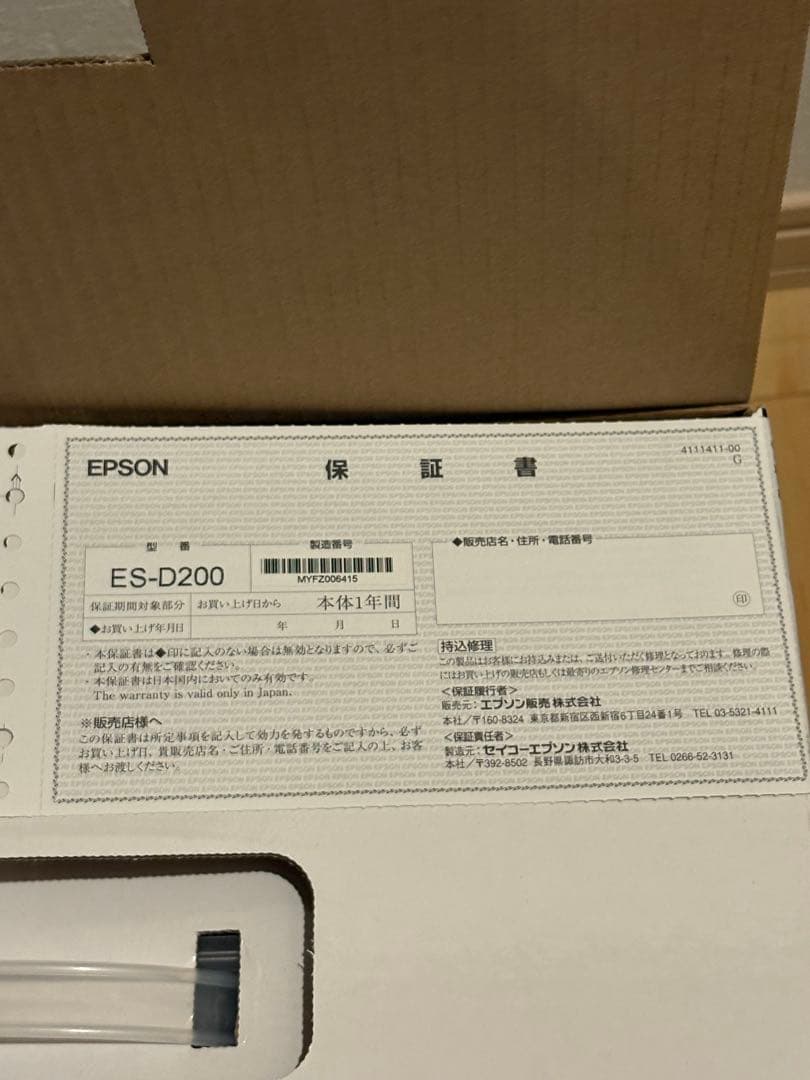 EPSON 保証書
4111411-00
G
型番 製造番号
ES-D200
MYFZ006415
保証期間対象部分 お買い上げ日から 本体1年間
◆お買い上げ年月日 年 月 日
・本保証書は◆印に記入のない場合は無効となりますので、必ずご
記入の有無をご確認ください。
・本保証書は日本国内においてのみ有効です。
The warranty is valid only in Japan.
※販売店様へ
この保証書は所定事項を記入して効力を発するものですから、必ず
お買い上げ日、貴販売店名・ご住所・電話番号をご記入の上、お客
様へお渡しください。
◆販売店名・住所・電話番号
印
持込修理
この製品はお客様にお持込みまたは、ご送付いただく修理となっております。修理の際
にはお買い上げの販売店もしくは最寄りのエプソン修理センターまでご相談ください。
<保証履行者>
販売元:エプソン販売 株式会社
本社/〒160-8324 東京都新宿区西新宿6丁目24番1号 TEL 03-5321-4111
<保証責任者>
製造元:セイコーエプソン株式会社
本社/〒392-8502 長野県諏訪市大和3-3-5 TEL 0266-52-3131